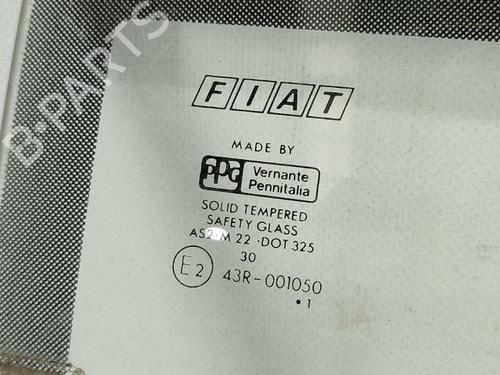 B-PARTS
FIAT
MADE BY
PPG Vernante
Pennitalia
SOLID TEMPERED
SAFETY GLASS
AS2·M 22 ·DOT 325
30
E2 43R-001050
•1